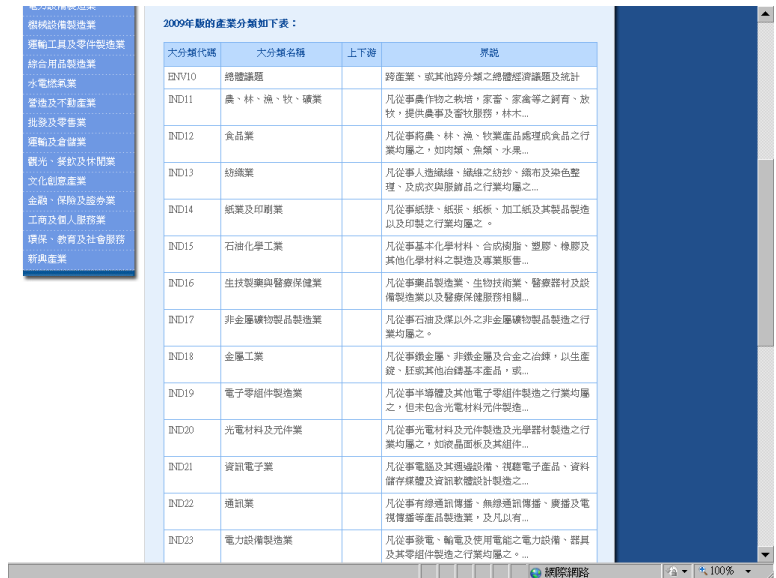 機械設備製造業
運輸工具及零件製造業
綜合用品製造業
水電燃氣業
營造及不動產業
批發及零售業
運輸及倉儲業
觀光、餐飲及休閒業
文化創意產業
金融、保險及證券業
工商及個人服務業
環保、教育及社會服務
新興產業
2009年版的產業分類如下表：
大分類代碼 大分類名稱 上下游 界說
ENV10 總體議題 跨產業、或其他跨分類之總體經濟議題及統計
IND11 農、林、漁、牧、礦業 凡從事農作物之栽培，家畜、家禽等之飼育、放
牧，提供農事及畜牧服務，林木...
IND12 食品業 凡從事將農、林、漁、牧業產品處理成食品之行
業均屬之，如肉類、魚類、水果...
IND13 紡織業 凡從事人造纖維、纖維之紡紗、織布及染色整
理、及成衣與服飾品之行業均屬之...
IND14 紙業及印刷業 凡從事紙漿、紙張、紙板、加工紙及其製品製造
以及印製之行業均屬之 。
IND15 石油化學工業 凡從事基本化學材料、合成樹脂、塑膠、橡膠及
其他化學材料之製造及專業販售...
IND16 生技製藥與醫療保健業 凡從事藥品製造業、生物技術業、醫療器材及設
備製造業以及醫療保健服務相關...
IND17 非金屬礦物製品製造業 凡從事石油及煤以外之非金屬礦物製品製造之行
業均屬之。
IND18 金屬工業 凡從事鐵金屬、非鐵金屬及合金之冶鍊，以生產
錠、胚或其他冶鑄基本產品，或...
IND19 電子零組件製造業 凡從事半導體及其他電子零組件製造之行業均屬
之，但未包含光電材料元件製造...
IND20 光電材料及元件業 凡從事光電材料及元件製造及光學器材製造之行
業均屬之，如液晶面板及其組件...
IND21 資訊電子業 凡從事電腦及其週邊設備、視聽電子產品、資料
儲存媒體及資訊軟體設計製造之...
IND22 通訊業 凡從事有線通訊傳播、無線通訊傳播、廣播及電
視傳播等產品製造業，及凡以有...
IND23 電力設備製造業 凡從事發電、輸電及使用電能之電力設備、器具
及其零組件製造之行業均屬之。...
網際網路
100%